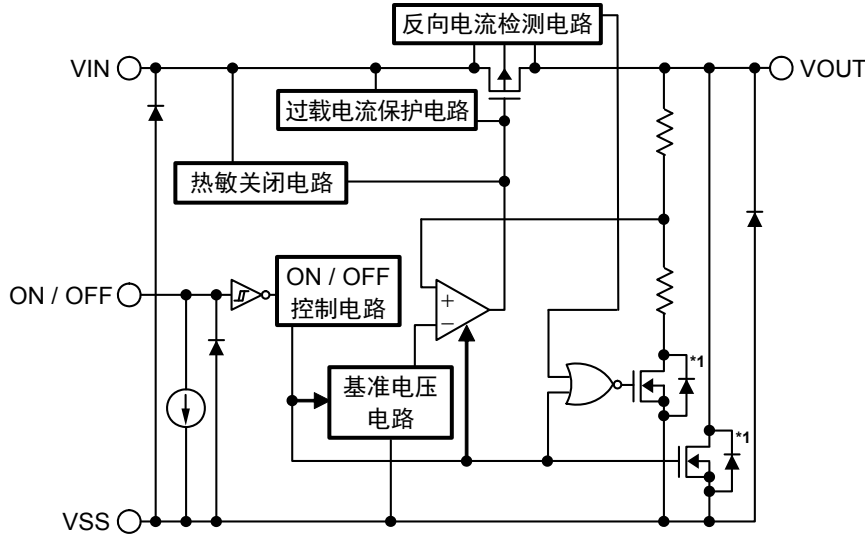 反向电流检测电路
VIN
VOUT
过载电流保护电路
热敏关闭电路
ON / OFF
ON / OFF
控制电路
+
−
基准电压
电路
*1
*1
VSS